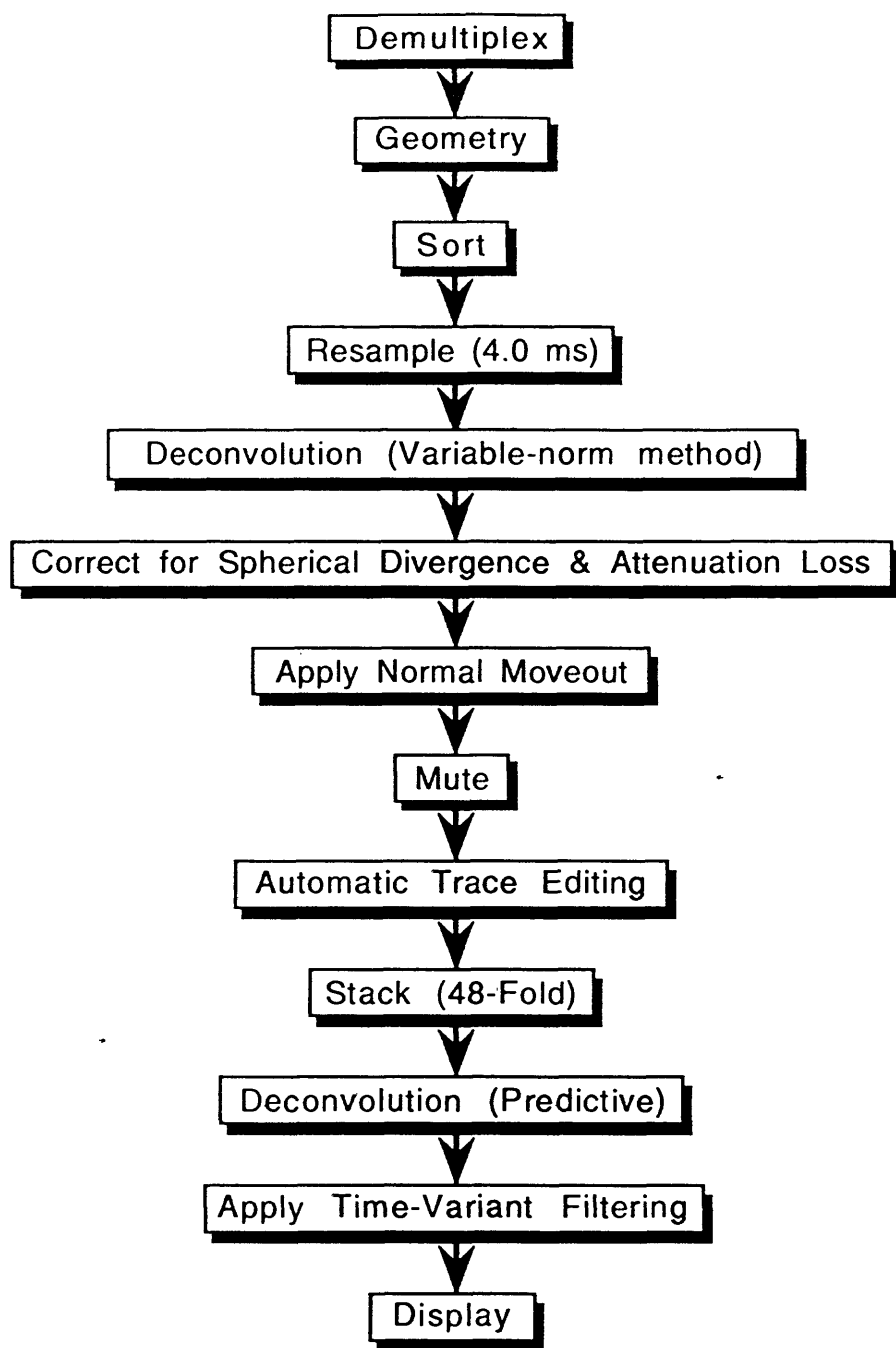 Demultiplex
Geometry
Sort
Resample (4.0 ms)
Deconvolution (Variable-norm method)
Correct for Spherical Divergence & Attenuation Loss
Apply Normal Moveout
Mute
Automatic Trace Editing
Stack (48-Fold)
Deconvolution (Predictive)
Apply Time-Variant Filtering
Display